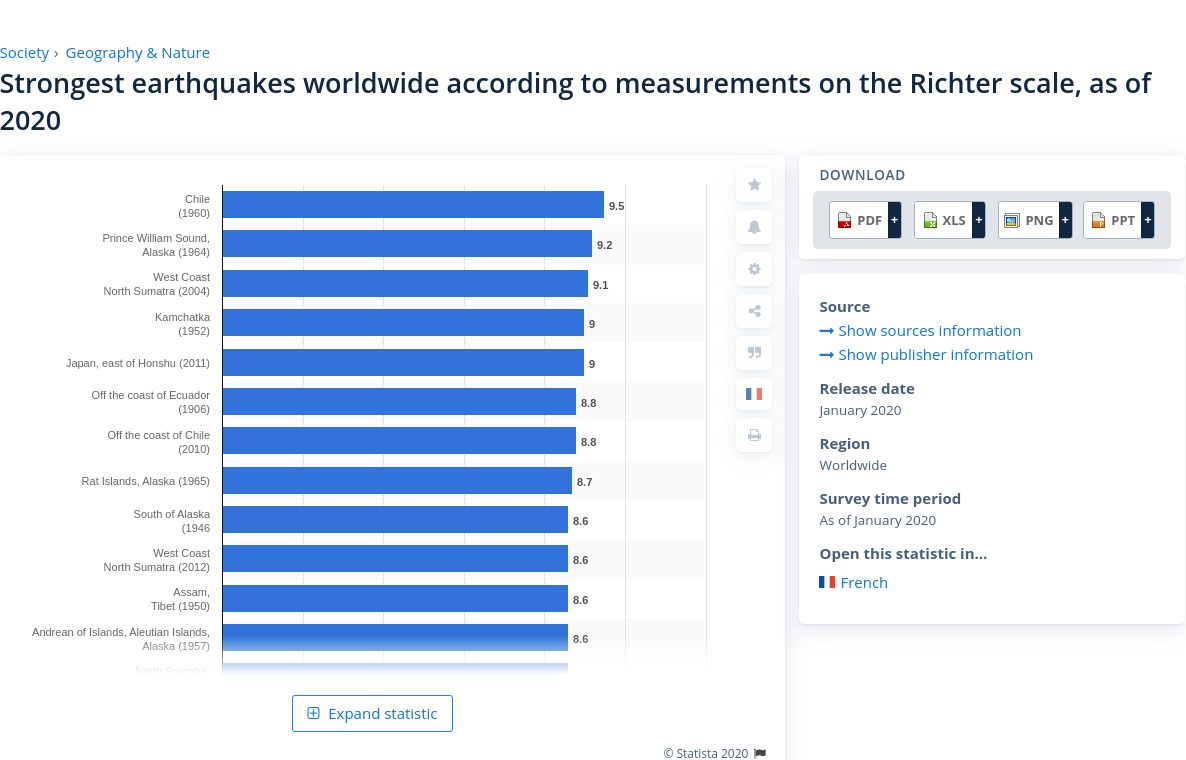 Society › Geography & Nature
Strongest earthquakes worldwide according to measurements on the Richter scale, as of
2020
Chile
(1960)
9.5
Prince William Sound,
Alaska (1964)
9.2
West Coast
North Sumatra (2004)
9.1
Kamchatka
(1952)
9
Japan, east of Honshu (2011)
9
Off the coast of Ecuador
(1906)
8.8
Off the coast of Chile
(2010)
8.8
Rat Islands, Alaska (1965)
8.7
South of Alaska
(1946
8.6
West Coast
North Sumatra (2012)
8.6
Assam,
Tibet (1950)
8.6
Andrean of Islands, Aleutian Islands,
Alaska (1957)
8.6
North Sumatra,
Expand statistic
© Statista 2020
DOWNLOAD
PDF + XLS + PNG + PPT +
Source
Show sources information
Show publisher information
Release date
January 2020
Region
Worldwide
Survey time period
As of January 2020
Open this statistic in...
French